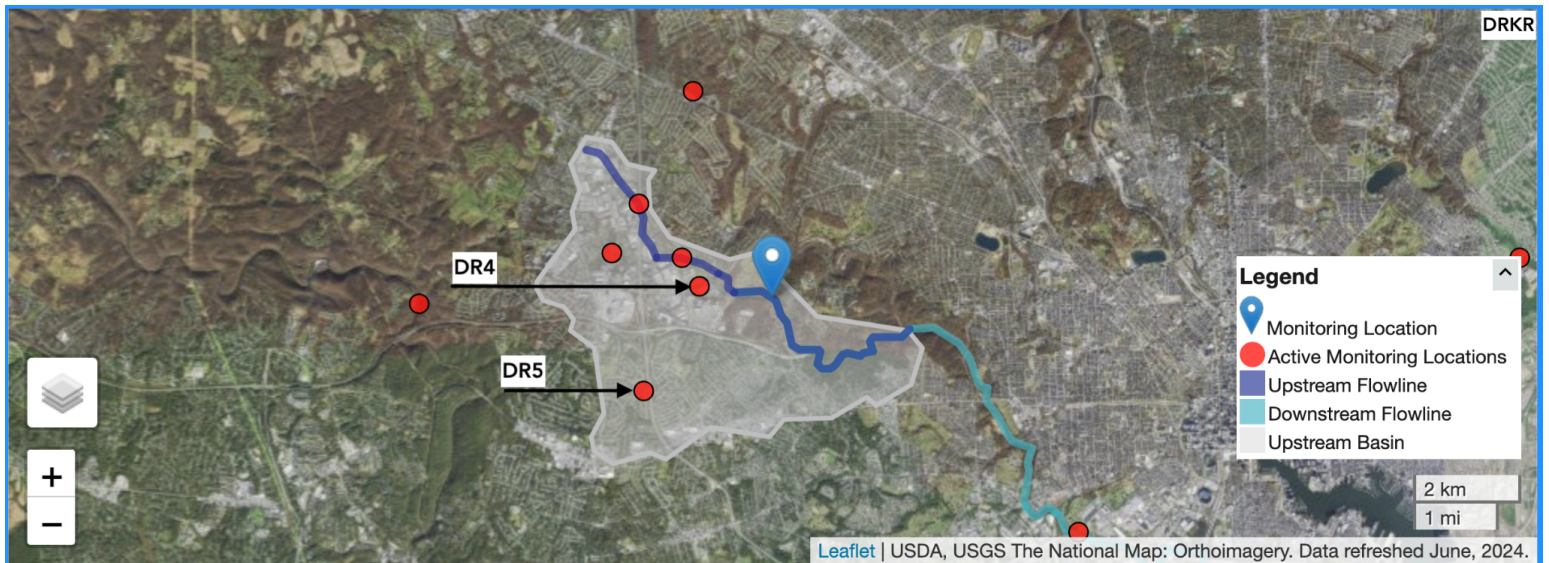 DRKR
DR4
DR5
Legend
Monitoring Location
Active Monitoring Locations
Upstream Flowline
Downstream Flowline
Upstream Basin
+
−
2 km
1 mi
Leaflet | USDA, USGS The National Map: Orthoimagery. Data refreshed June, 2024.